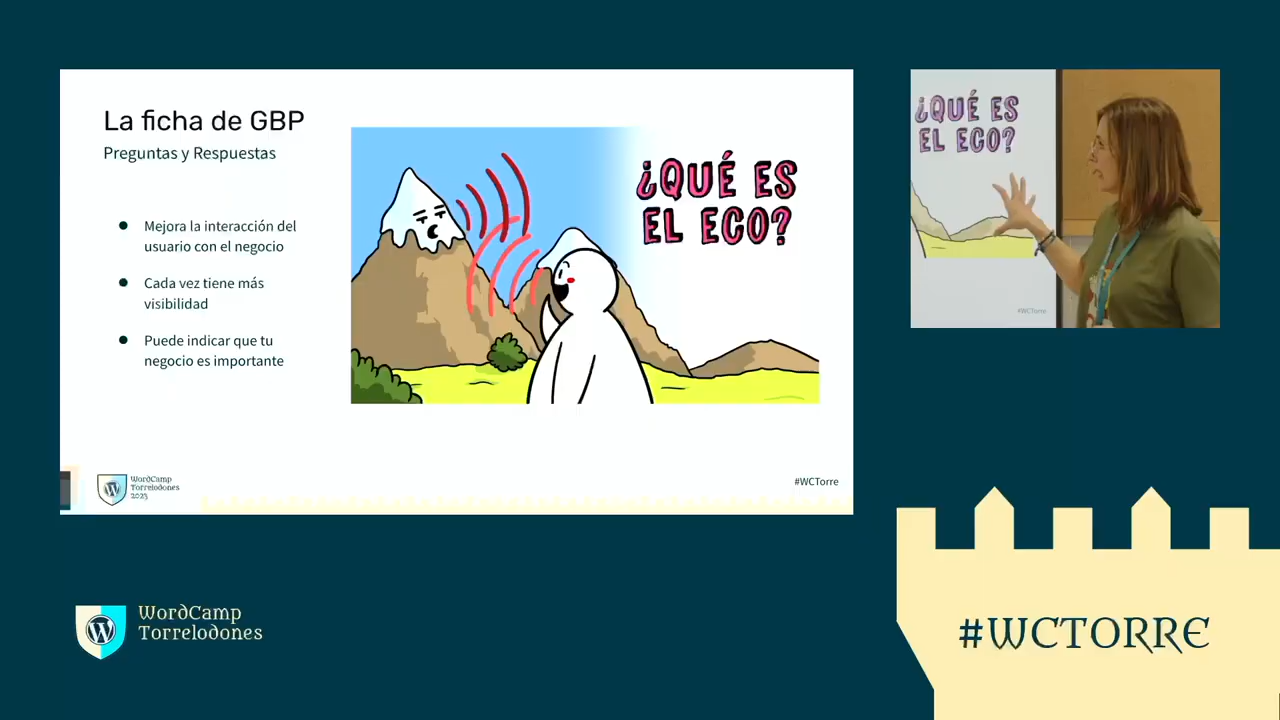 La ficha de GBP
Preguntas y Respuestas
Mejora la interacción del
usuario con el negocio
Cada vez tiene más
visibilidad
Puede indicar que tu
negocio es importante
¿QUÉ ES
EL ECO?
WordCamp
Torrelodones
2023
#WCTorre
¿QUÉ ES
EL ECO?
#WCTorre
WordCamp
Torrelodones
#WCTORRE